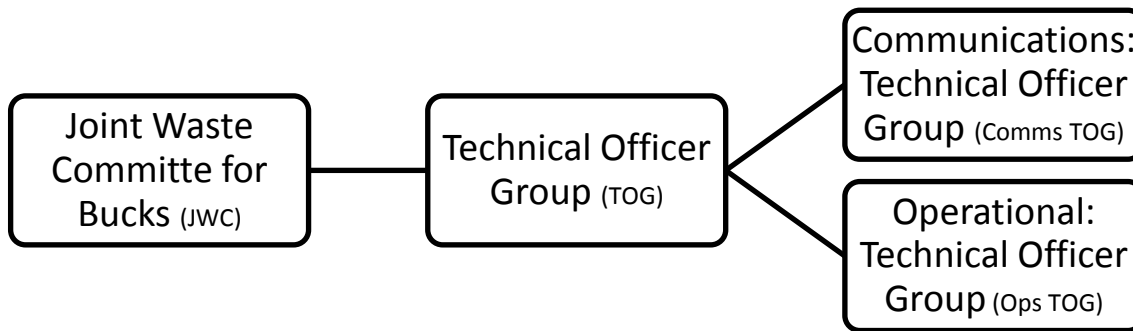 Joint Waste
Committe for
Bucks (JWC)
Technical Officer
Group (TOG)
Communications:
Technical Officer
Group (Comms TOG)
Operational:
Technical Officer
Group (Ops TOG)